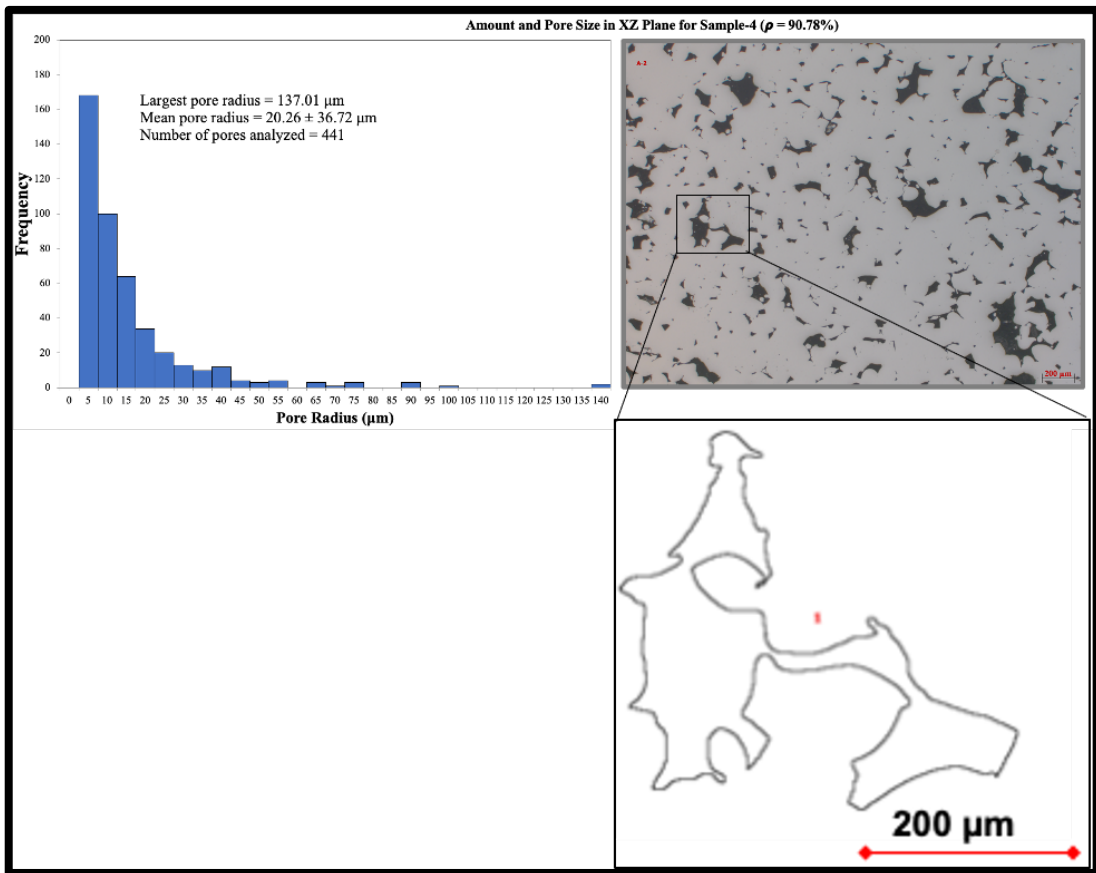 Amount and Pore Size in XZ Plane for Sample-4 (ρ = 90.78%)
200
180
160
140
120
100
80
60
40
20
0
Frequency
Largest pore radius = 137.01 µm
Mean pore radius = 20.26 ± 36.72 µm
Number of pores analyzed = 441
0 5 10 15 20 25 30 35 40 45 50 55 60 65 70 75 80 85 90 95 100 105 110 115 120 125 130 135 140
Pore Radius (µm)
A-2
200 µm
1
200 µm